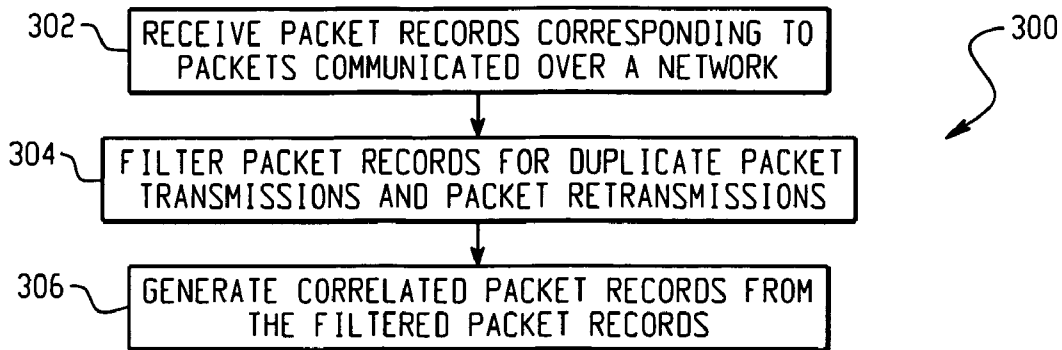 302
RECEIVE PACKET RECORDS CORRESPONDING TO
PACKETS COMMUNICATED OVER A NETWORK
300
304
FILTER PACKET RECORDS FOR DUPLICATE PACKET
TRANSMISSIONS AND PACKET RETRANSMISSIONS
306
GENERATE CORRELATED PACKET RECORDS FROM
THE FILTERED PACKET RECORDS